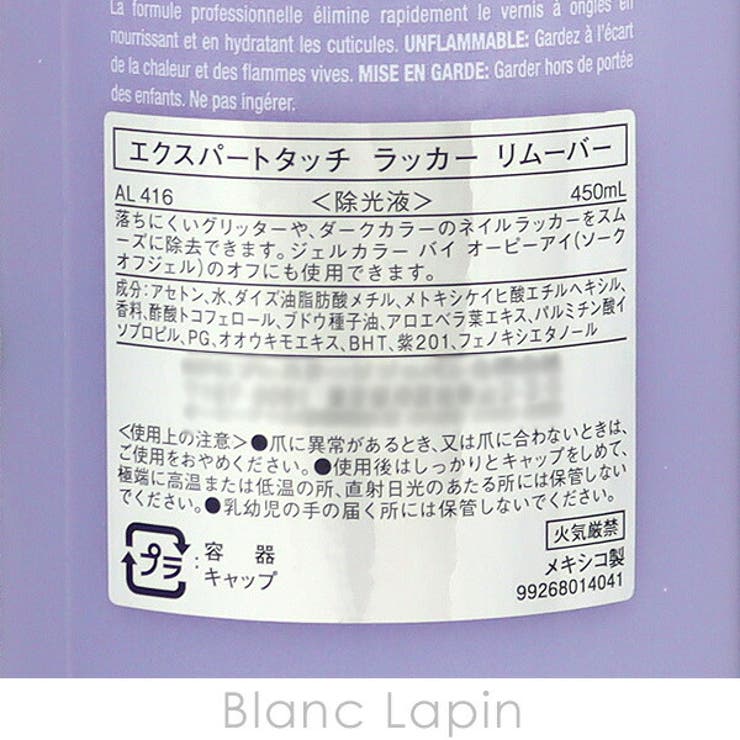 La formule professionnelle élimine rapidement le vernis à ongles en
nourrissant et en hydratant les cuticules. UNFLAMMABLE: Gardez à l'écart
de la chaleur et des flammes vives. MISE EN GARDE: Garder hors de portée
des enfants. Ne pas ingérer.
エクスパートタッチ ラッカー リムーバー
AL 416 <除光液> 450mL
落ちにくいグリッターや、ダークカラーのネイルラッカーをスム
ーズに除去できます。ジェルカラー バイ オーピーアイ(ソーク
オフジェル)のオフにも使用できます。
成分:アセトン、水、ダイズ油脂肪酸メチル、メトキシケイヒ酸エチルヘキシル、
香料、酢酸トコフェロール、ブドウ種子油、アロエベラ葉エキス、パルミチン酸イ
ソプロピル、PG、オオウキモエキス、BHT、紫201、フェノキシエタノール
<使用上の注意>●爪に異常があるとき、又は爪に合わないときは、
ご使用をおやめください。●使用後はしっかりとキャップをしめて、
極端に高温または低温の所、直射日光のあたる所には保管しない
でください。●乳幼児の手の届く所には保管しないでください。
プラ:容器
キャップ
火気厳禁
メキシコ製
99268014041
Blanc Lapin